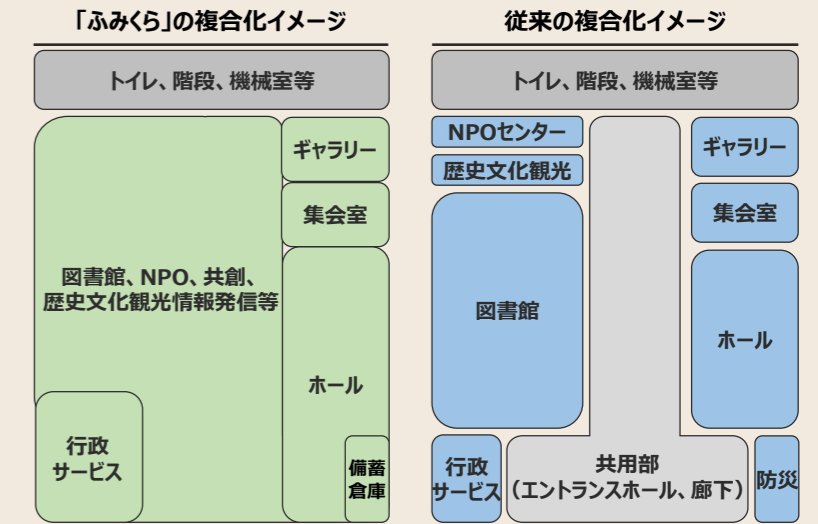 「ふみくら」の複合化イメージ
トイレ、階段、機械室等
ギャラリー
集会室
図書館、NPO、共創、
歴史文化観光情報発信等
ホール
行政
サービス
備蓄
倉庫
従来の複合化イメージ
トイレ、階段、機械室等
NPOセンター
歴史文化観光
ギャラリー
集会室
図書館
ホール
行政
サービス
共用部
（エントランスホール、廊下）
防災